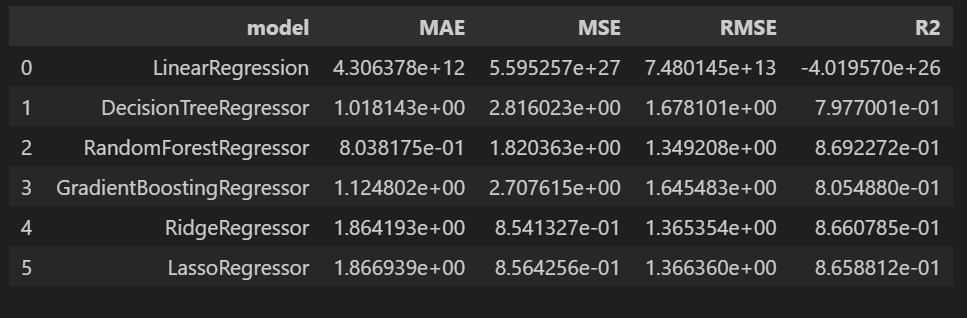 model MAE MSE RMSE R2
0 LinearRegression 4.306378e+12 5.595257e+27 7.480145e+13 -4.019570e+26
1 DecisionTreeRegressor 1.018143e+00 2.816023e+00 1.678101e+00 7.977001e-01
2 RandomForestRegressor 8.038175e-01 1.820363e+00 1.349208e+00 8.692272e-01
3 GradientBoostingRegressor 1.124802e+00 2.707615e+00 1.645483e+00 8.054880e-01
4 RidgeRegressor 1.864193e+00 8.541327e-01 1.365354e+00 8.660785e-01
5 LassoRegressor 1.866939e+00 8.564256e-01 1.366360e+00 8.658812e-01